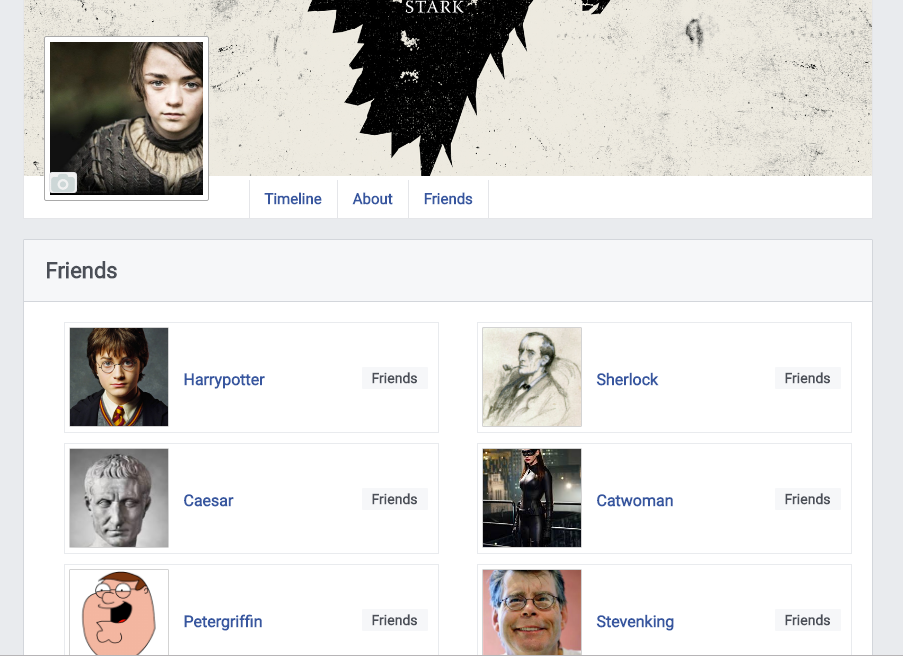 STARK
Timeline
About
Friends
Friends
Harrypotter
Friends
Sherlock
Friends
Caesar
Friends
Catwoman
Friends
Petergriffin
Friends
Stevenking
Friends